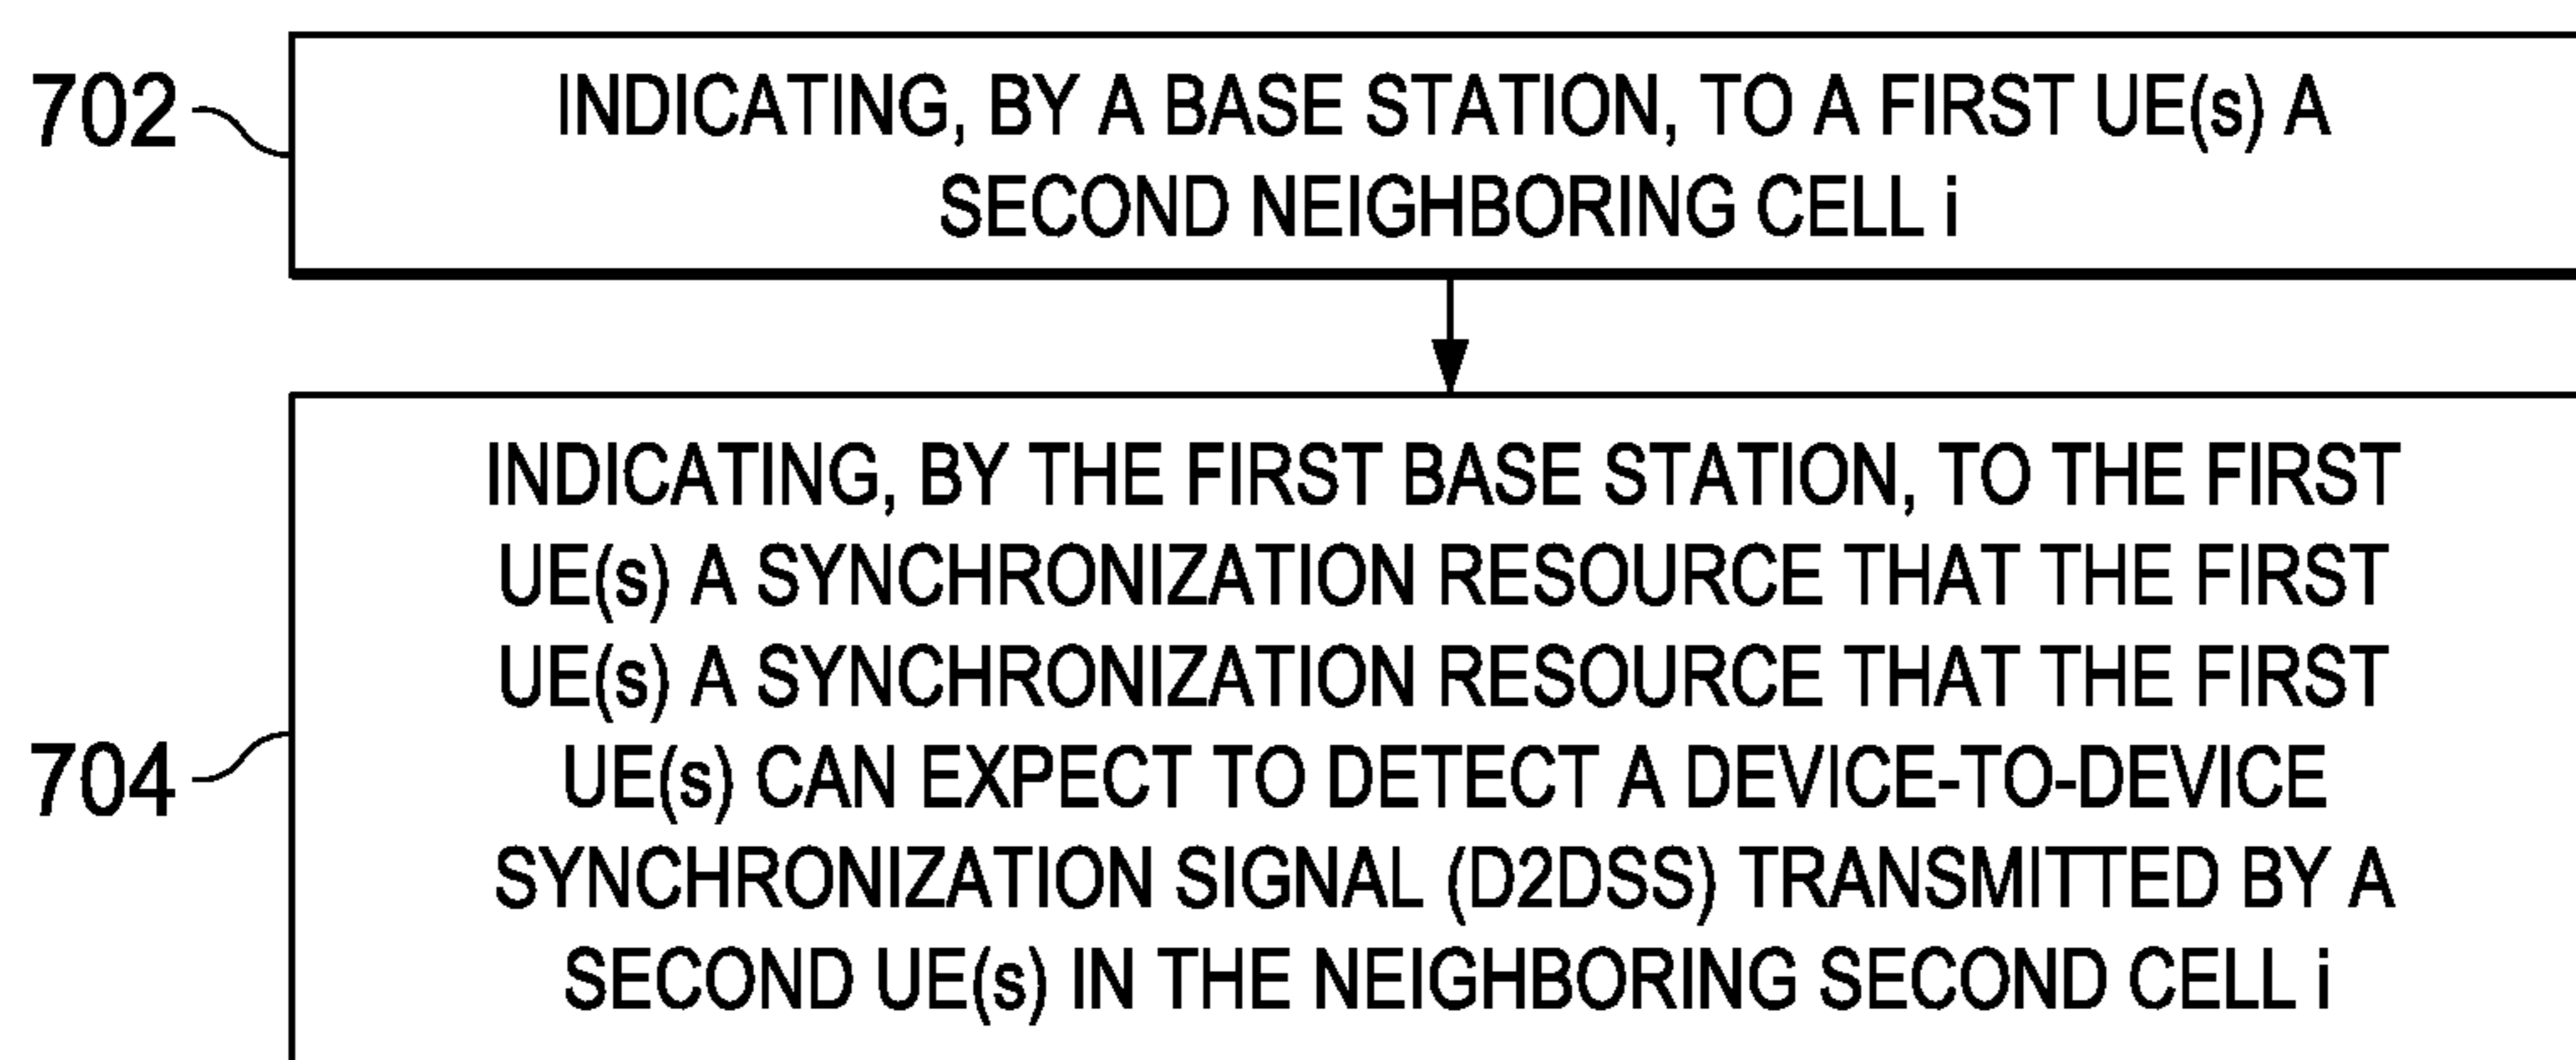 702
INDICATING, BY A BASE STATION, TO A FIRST UE(s) A
SECOND NEIGHBORING CELL i
704
INDICATING, BY THE FIRST BASE STATION, TO THE FIRST
UE(s) A SYNCHRONIZATION RESOURCE THAT THE FIRST
UE(s) A SYNCHRONIZATION RESOURCE THAT THE FIRST
UE(s) CAN EXPECT TO DETECT A DEVICE-TO-DEVICE
SYNCHRONIZATION SIGNAL (D2DSS) TRANSMITTED BY A
SECOND UE(s) IN THE NEIGHBORING SECOND CELL i